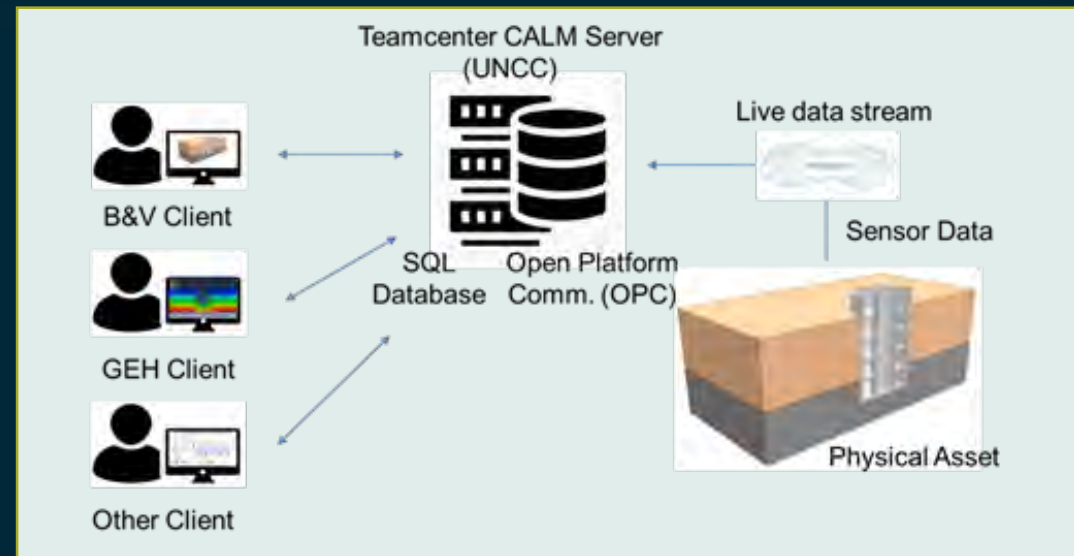 Teamcenter CALM Server
(UNCC)
Live data stream
B&V Client
Sensor Data
SQL
Database
Open Platform
Comm. (OPC)
GEH Client
Physical Asset
Other Client